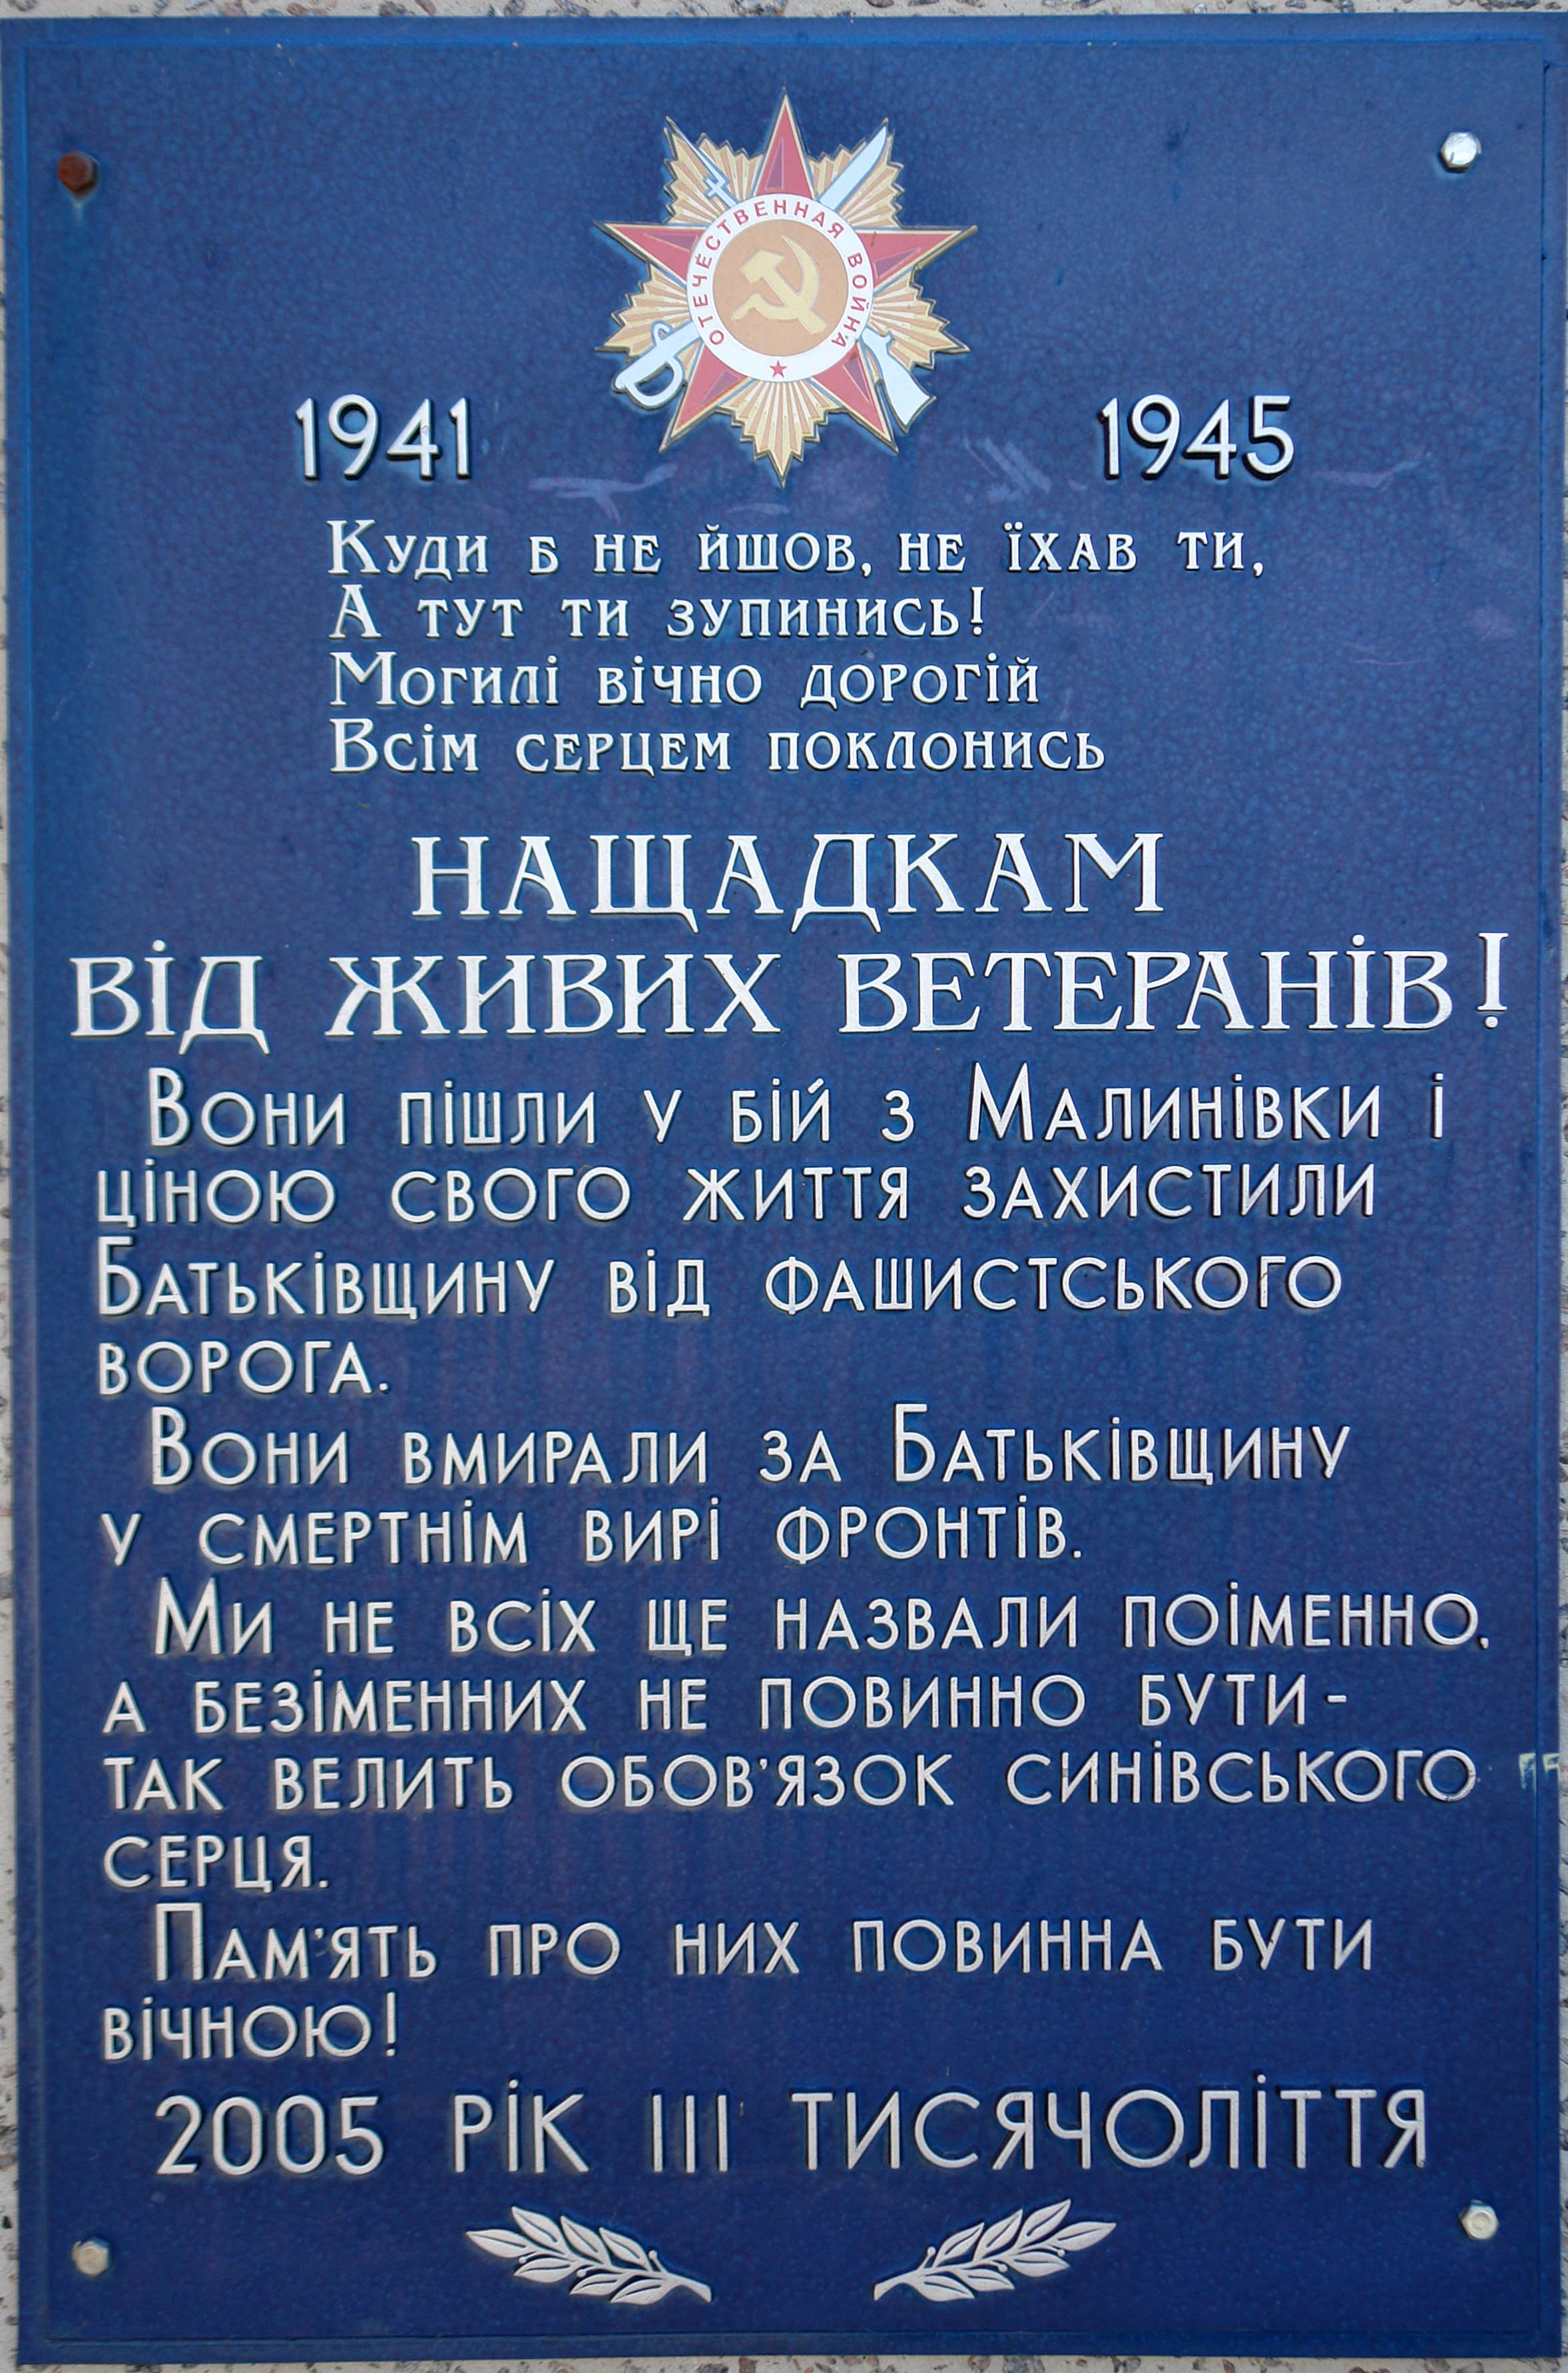 ОТЕЧЕСТВЕННАЯ ВОЙНА
1941 1945
Куди б не йшов, не їхав ти,
А тут ти зупинись!
Могилі вічно дорогій
Всім серцем поклонись
НАЩАДКАМ
ВІД ЖИВИХ ВЕТЕРАНІВ!
Вони пішли у бій з Малинівки і
ціною свого життя захистили
Батьківщину від фашистського
ворога.
Вони вмирали за Батьківщину
у смертнім вирі фронтів.
Ми не всіх ще назвали поіменно,
а безіменних не повинно бути-
так велить обов'язок синівського
серця.
Пам'ять про них повинна бути
вічною!
2005 РІК III ТИСЯЧОЛІТТЯ